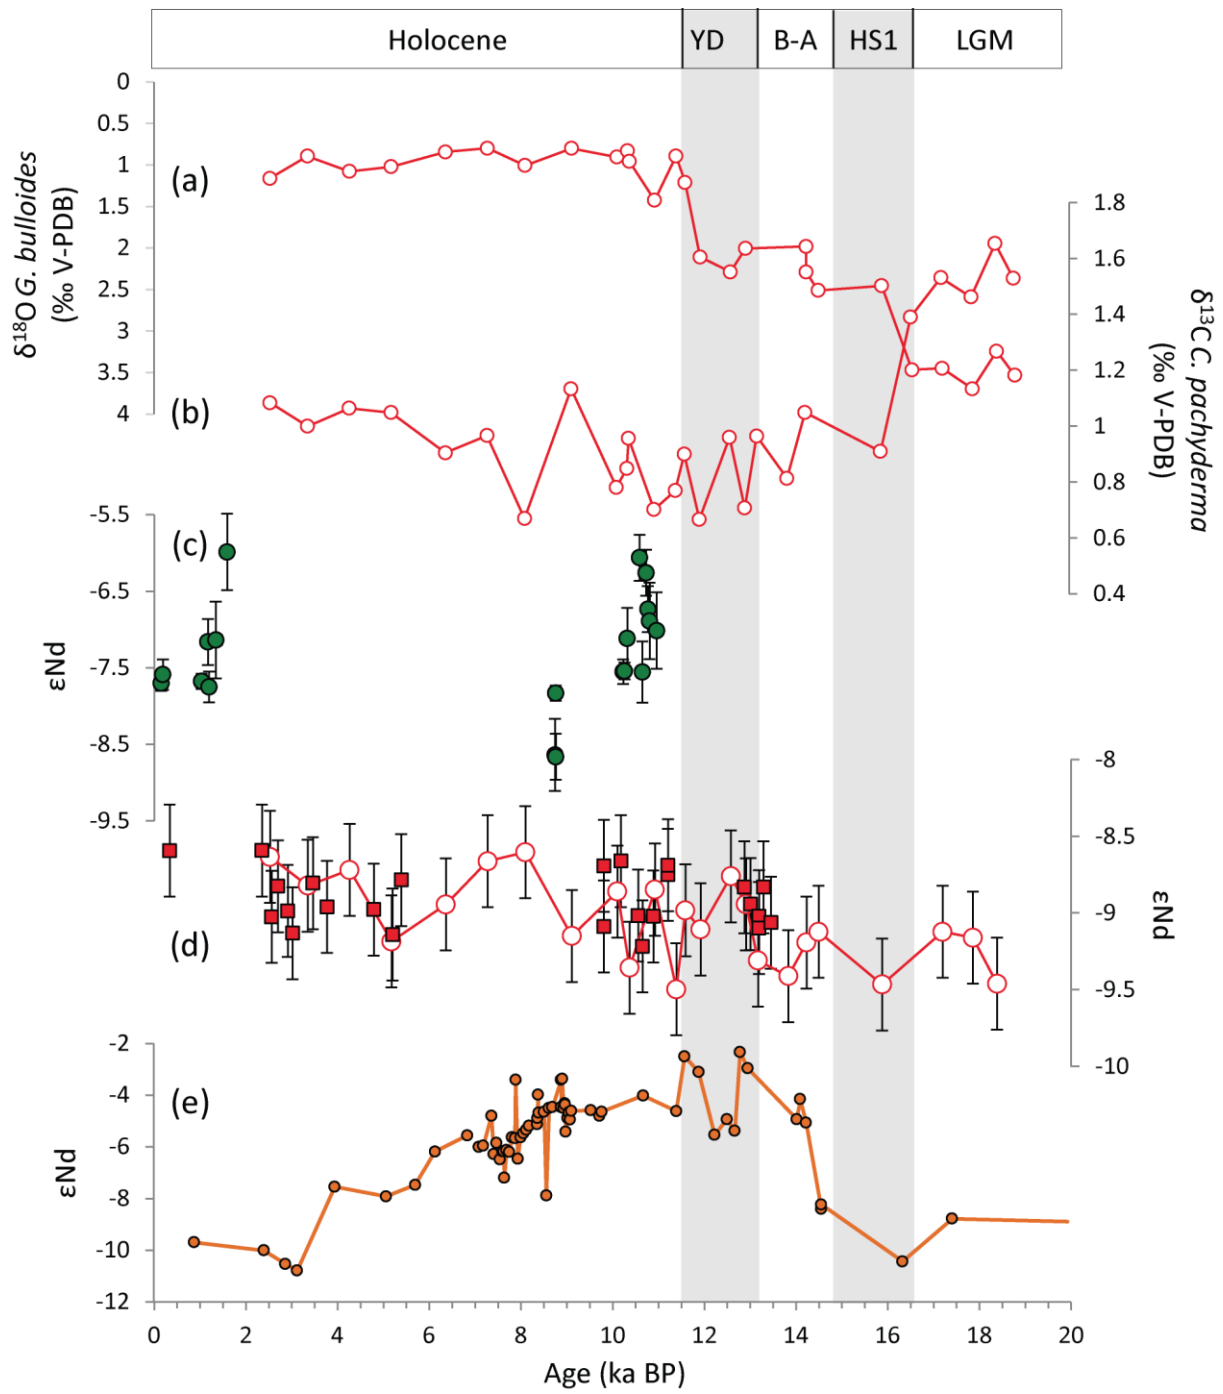 Holocene YD B-A HS1 LGM
0
0.5
1
1.5
2
2.5
3
3.5
4
δ¹⁸O G. bulloides
(‰ V-PDB)
(a)
1.8
1.6
1.4
1.2
1
0.8
0.6
0.4
δ¹³C C. pachyderma
(‰ V-PDB)
(b)
-5.5
-6.5
-7.5
-8.5
-9.5
εNd
(c)
-8
-8.5
-9
-9.5
-10
εNd
(d)
-2
-4
-6
-8
-10
-12
εNd
(e)
0 2 4 6 8 10 12 14 16 18 20
Age (ka BP)